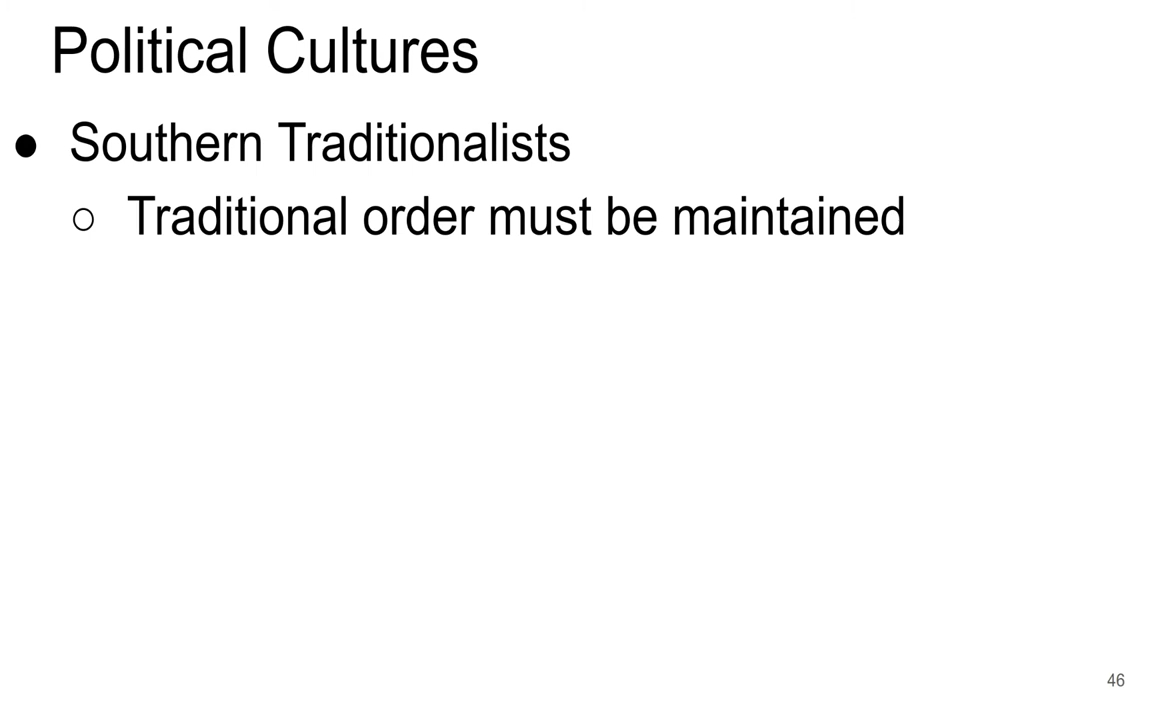 Political Cultures
● Southern Traditionalists
○ Traditional order must be maintained
46